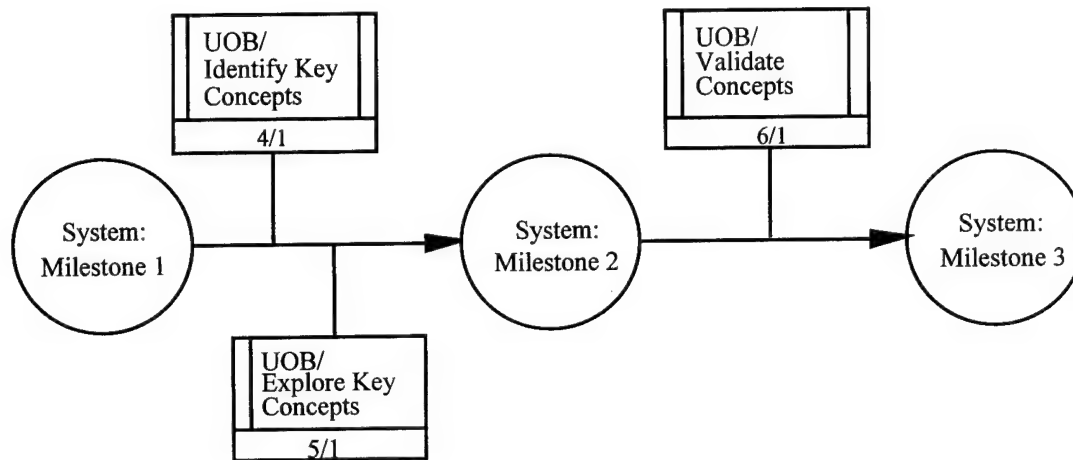 UOB/
Identify Key
Concepts
4/1
UOB/
Validate
Concepts
6/1
System:
Milestone 1
System:
Milestone 2
System:
Milestone 3
UOB/
Explore Key
Concepts
5/1